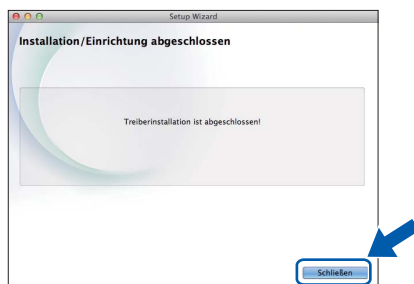 Setup Wizard
Installation/Einrichtung abgeschlossen
Treiberinstallation ist abgeschlossen!
Schließen